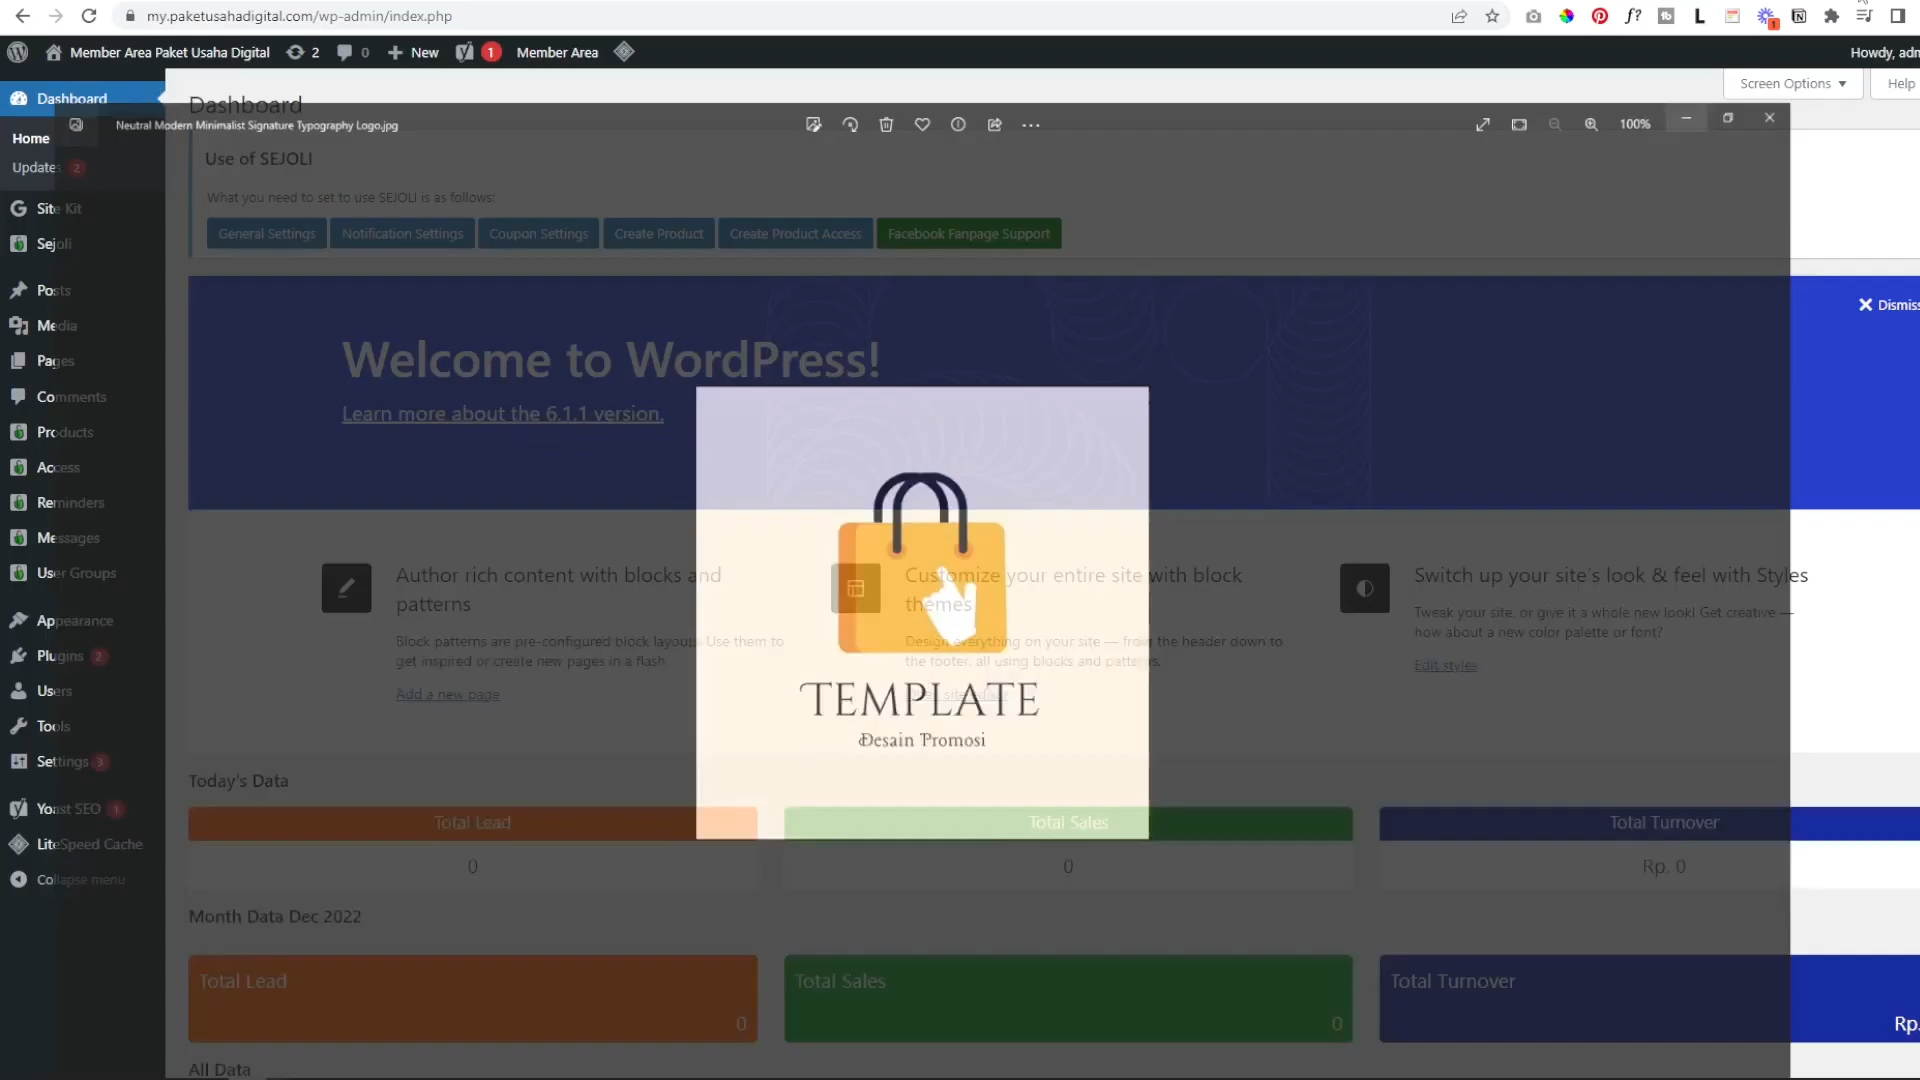 my.paketusahadigital.com/wp-admin/index.php
Member Area Paket Usaha Digital
2
0
New
1
Member Area
Howdy, adm
Dashboard
Home
Updates 2
Site Kit
Sejoli
Posts
Media
Pages
Comments
Products
Access
Reminders
Messages
User Groups
Appearance
Plugins 2
Users
Tools
Settings 3
Yoast SEO 1
LiteSpeed Cache
Collapse menu
Screen Options
Help
Dashboard
Neutral Modern Minimalist Signature Typography Logo.jpg
100%
Use of SEJOLI
What you need to set to use SEJOLI is as follows:
General Settings
Notification Settings
Coupon Settings
Create Product
Create Product Access
Facebook Fanpage Support
Dismiss
Welcome to WordPress!
Learn more about the 6.1.1 version.
Author rich content with blocks and
patterns
Block patterns are pre-configured block layouts. Use them to
get inspired or create new pages in a flash.
Add a new page
Customize your entire site with block
themes
Design everything on your site — from the header down to
the footer, all using blocks and patterns.
Switch up your site's look & feel with Styles
Tweak your site, or give it a whole new look! Get creative —
how about a new color palette or font?
Edit styles
TEMPLATE
Desain Promosi
Today's Data
Total Lead
0
Total Sales
0
Total Turnover
Rp. 0
Month Data Dec 2022
Total Lead
0
Total Sales
0
Total Turnover
Rp.
All Data